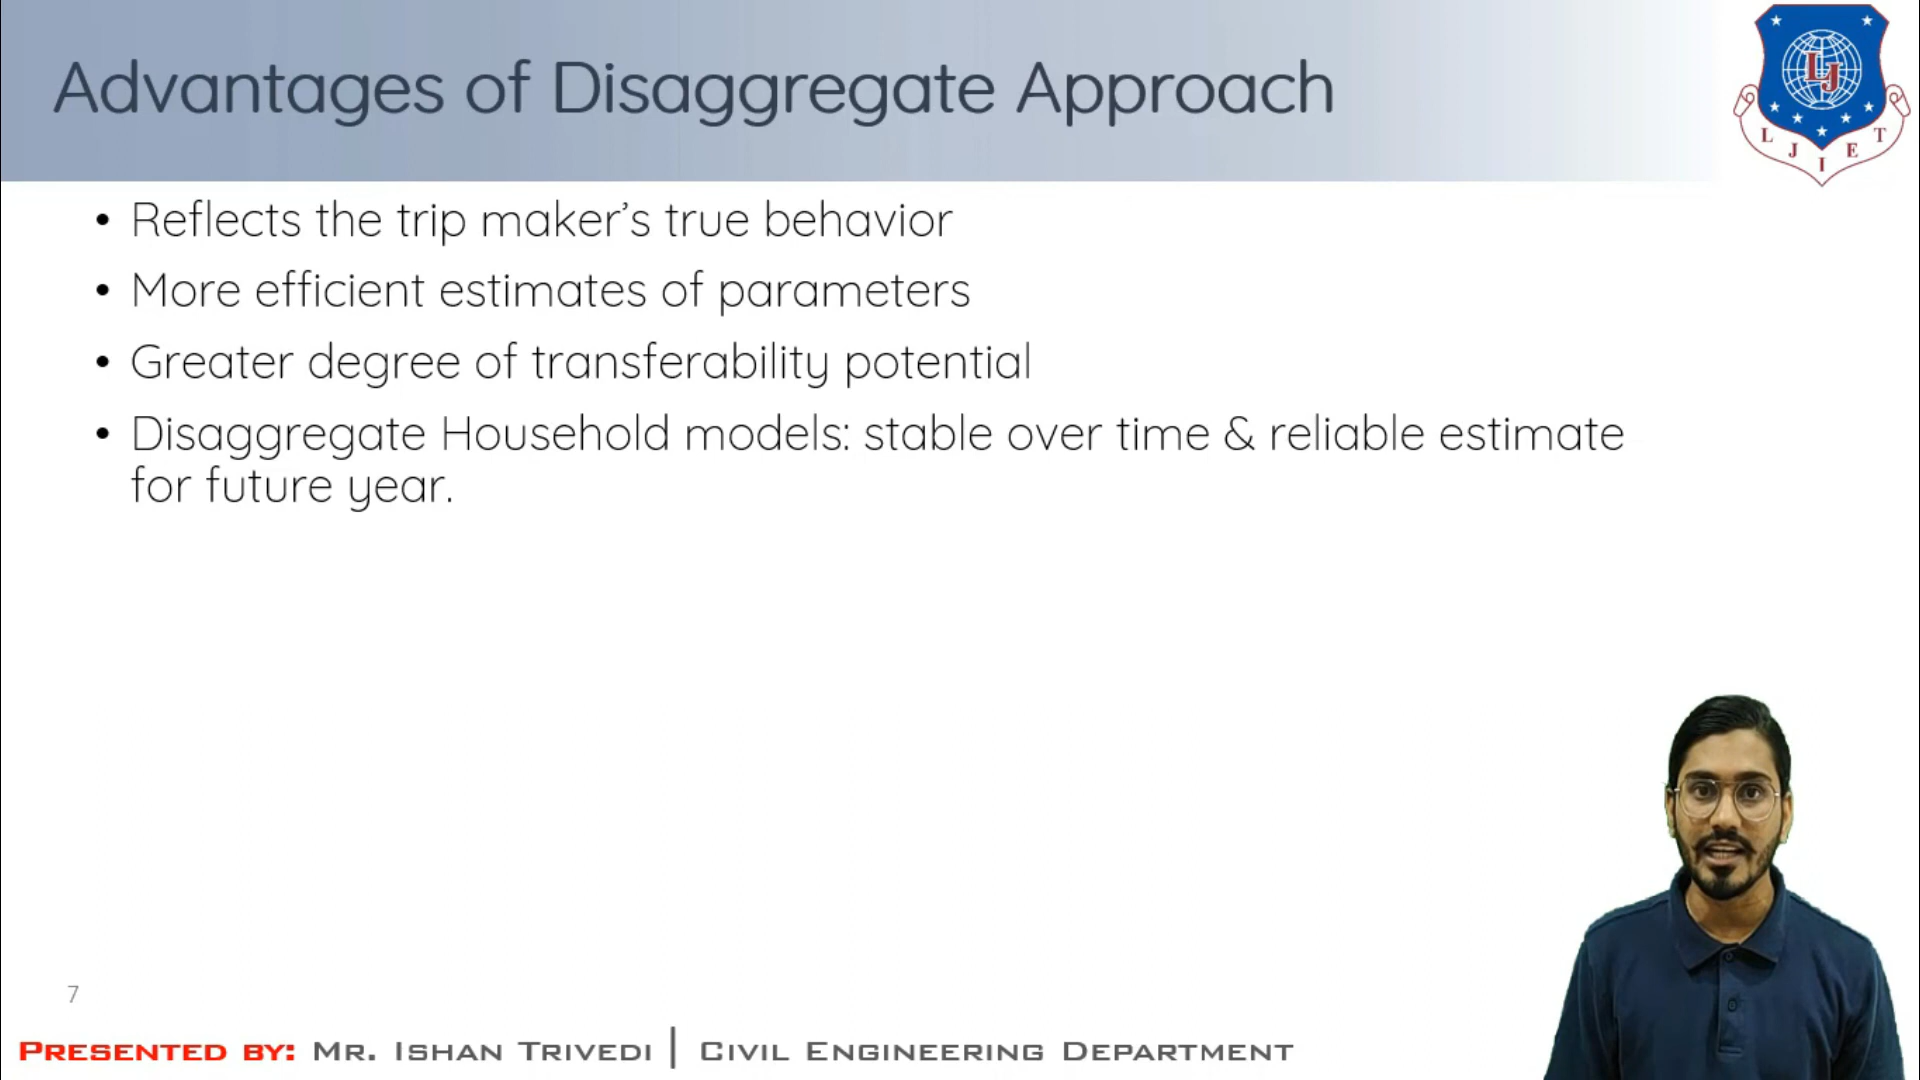 Advantages of Disaggregate Approach
LJ
L J I E T
• Reflects the trip maker’s true behavior
• More efficient estimates of parameters
• Greater degree of transferability potential
• Disaggregate Household models: stable over time & reliable estimate
for future year.
7
PRESENTED BY: MR. ISHAN TRIVEDI | CIVIL ENGINEERING DEPARTMENT